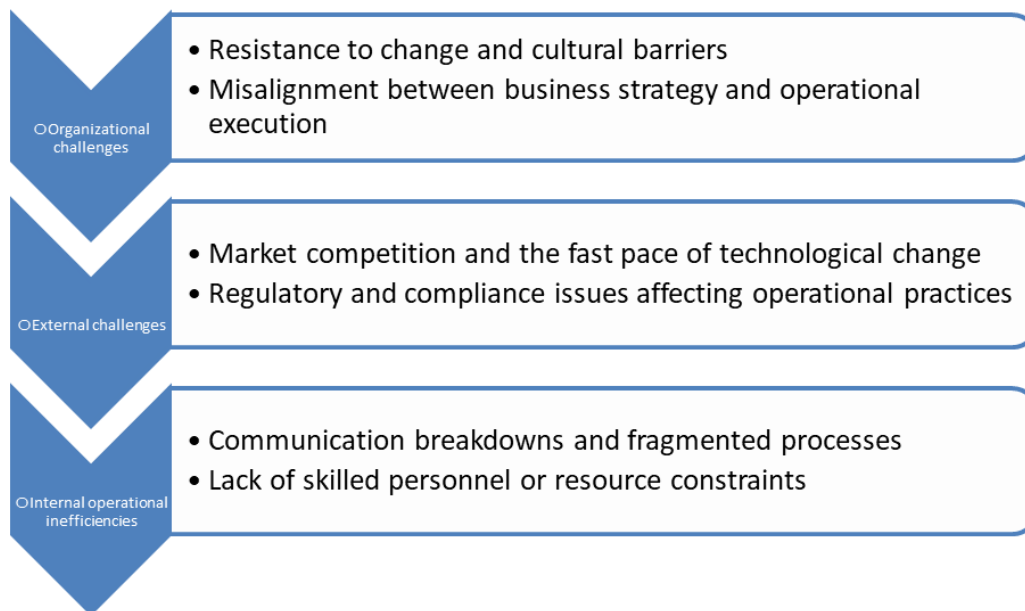 ○Organizational
challenges
• Resistance to change and cultural barriers
• Misalignment between business strategy and operational
execution
○External challenges
• Market competition and the fast pace of technological change
• Regulatory and compliance issues affecting operational practices
○Internal operational
inefficiencies
• Communication breakdowns and fragmented processes
• Lack of skilled personnel or resource constraints